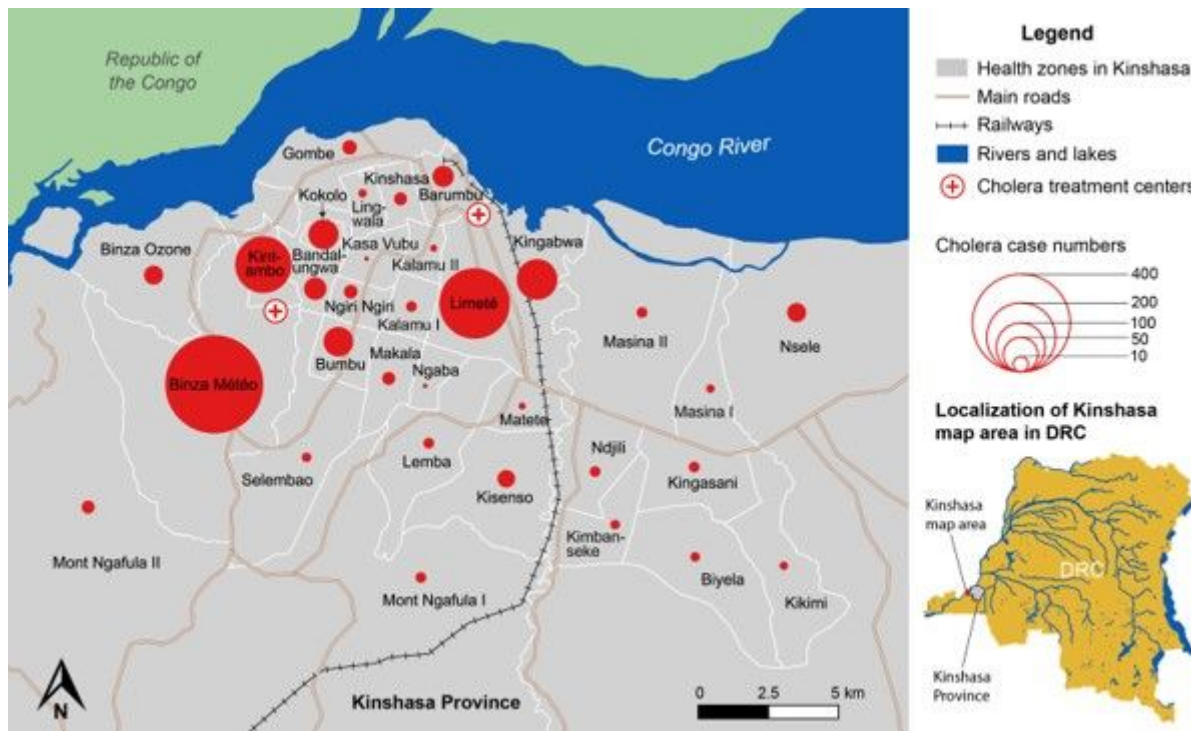 Republic of
the Congo
Congo River
Gombe
Kinshasa
Barumbu
Kokolo
Ling-
wala
Kingabwa
Binza Ozone
Kint-
ambo
Bandal-
ungwa
Kasa Vubu
Kalamu II
Ngiri Ngiri
Limeté
Kalamu I
Masina II
Nsele
Bumbu
Makala
Ngaba
Binza Météo
Masina I
Matete
Ndjili
Selembao
Lemba
Kisenso
Kingasani
Kimban-
seke
Mont Ngafula II
Biyela
Mont Ngafula I
Kikimi
Kinshasa Province
N
0 2.5 5 km
Legend
Health zones in Kinshasa
Main roads
Railways
Rivers and lakes
Cholera treatment centers
Cholera case numbers
400
200
100
50
10
Localization of Kinshasa
map area in DRC
Kinshasa
map area
DRC
Kinshasa
Province